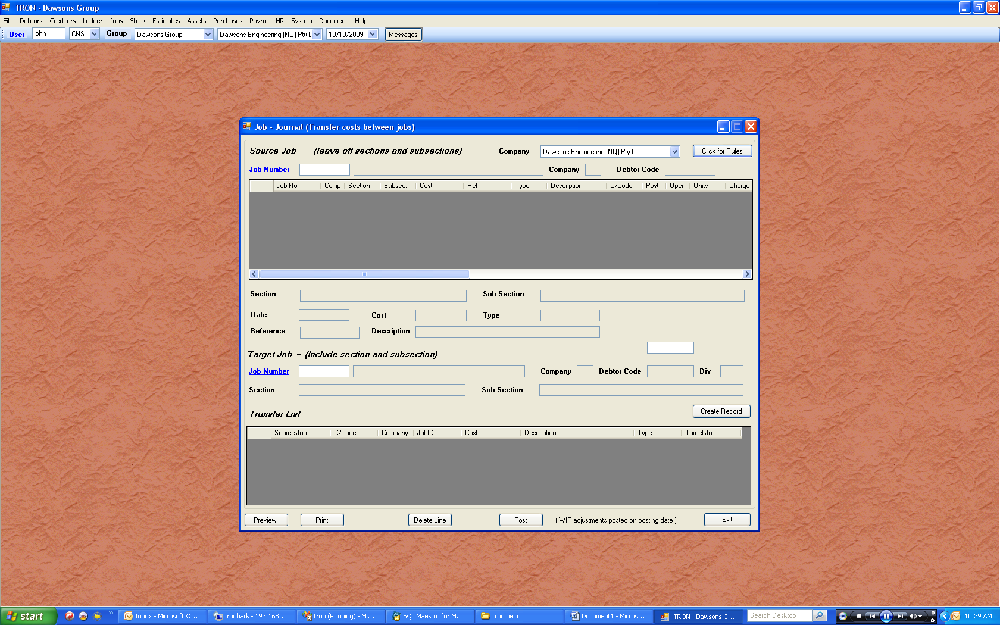 TRON - Dawsons Group
File Debtors Creditors Ledger Jobs Stock Estimates Assets Purchases Payroll HR System Document Help
User john CNS Group Dawsons Group Dawsons Engineering (NQ) Pty L 10/10/2009 Messages
Job - Journal (Transfer costs between jobs)
Source Job - (leave off sections and subsections) Company Dawsons Engineering (NQ) Pty Ltd Click for Rules
Job Number Company Debtor Code
Job No. Comp Section Subsec. Cost Ref Type Description C/Code Post Open Units Charge
Section Sub Section
Date Cost Type
Reference Description
Target Job - (Include section and subsection)
Job Number Company Debtor Code Div
Section Sub Section
Transfer List Create Record
Source Job C/Code Company JobID Cost Description Type Target Job
Preview Print Delete Line Post ( WIP adjustments posted on posting date ) Exit
start Inbox - Microsoft O... Ironbark - 192.168... tron (Running) - Mi... SQL Maestro for M... tron help Document1 - Micros... TRON - Dawsons G... Search Desktop 10:39 AM